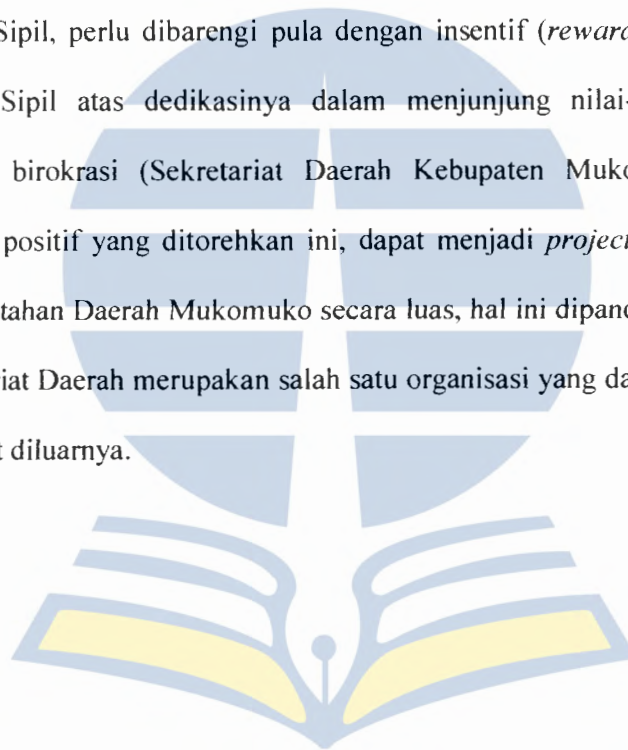 Sipil, perlu dibarengi pula dengan insentif (reward
Sipil atas dedikasinya dalam menjunjung nilai-
birokrasi (Sekretariat Daerah Kebupaten Muko
positif yang ditorehkan ini, dapat menjadi project
tahan Daerah Mukomuko secara luas, hal ini dipand
riat Daerah merupakan salah satu organisasi yang da
t diluarnya.